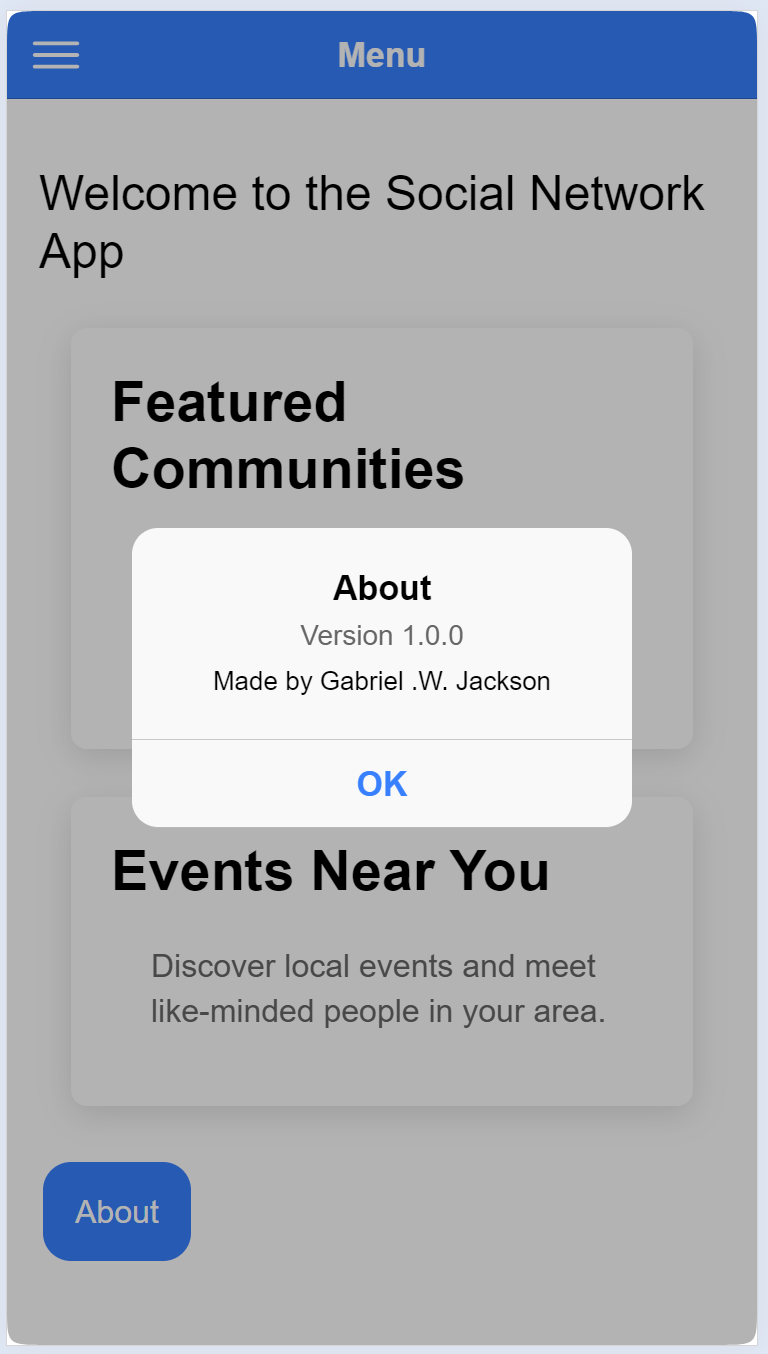 Menu
Welcome to the Social Network
App
Featured
Communities
About
Version 1.0.0
Made by Gabriel .W. Jackson
OK
Events Near You
Discover local events and meet
like-minded people in your area.
About